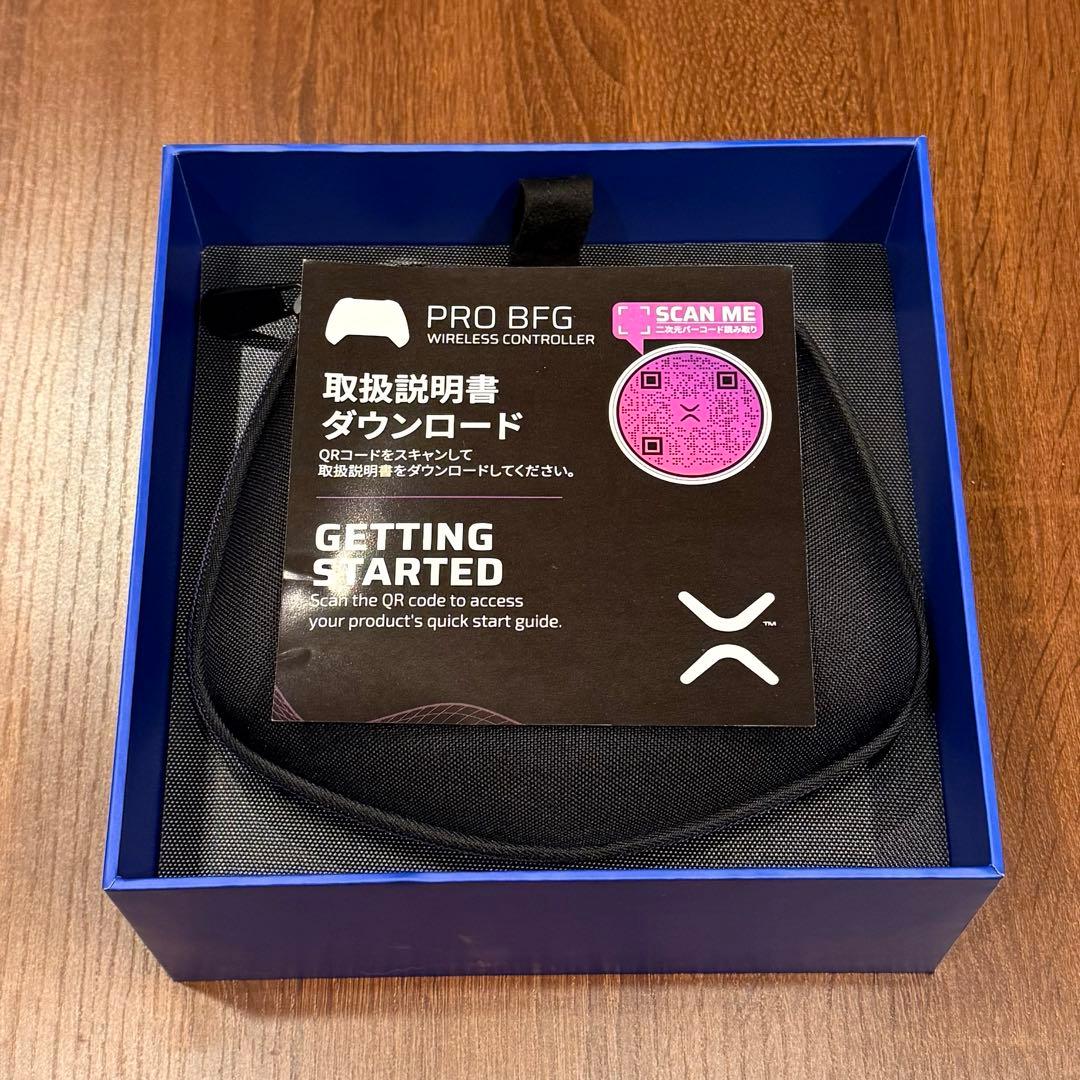 PRO BFG
WIRELESS CONTROLLER
SCAN ME
二次元バーコード読み取り
取扱説明書
ダウンロード
QRコードをスキャンして
取扱説明書をダウンロードしてください。
GETTING
STARTED
Scan the QR code to access
your product's quick start guide.
TM